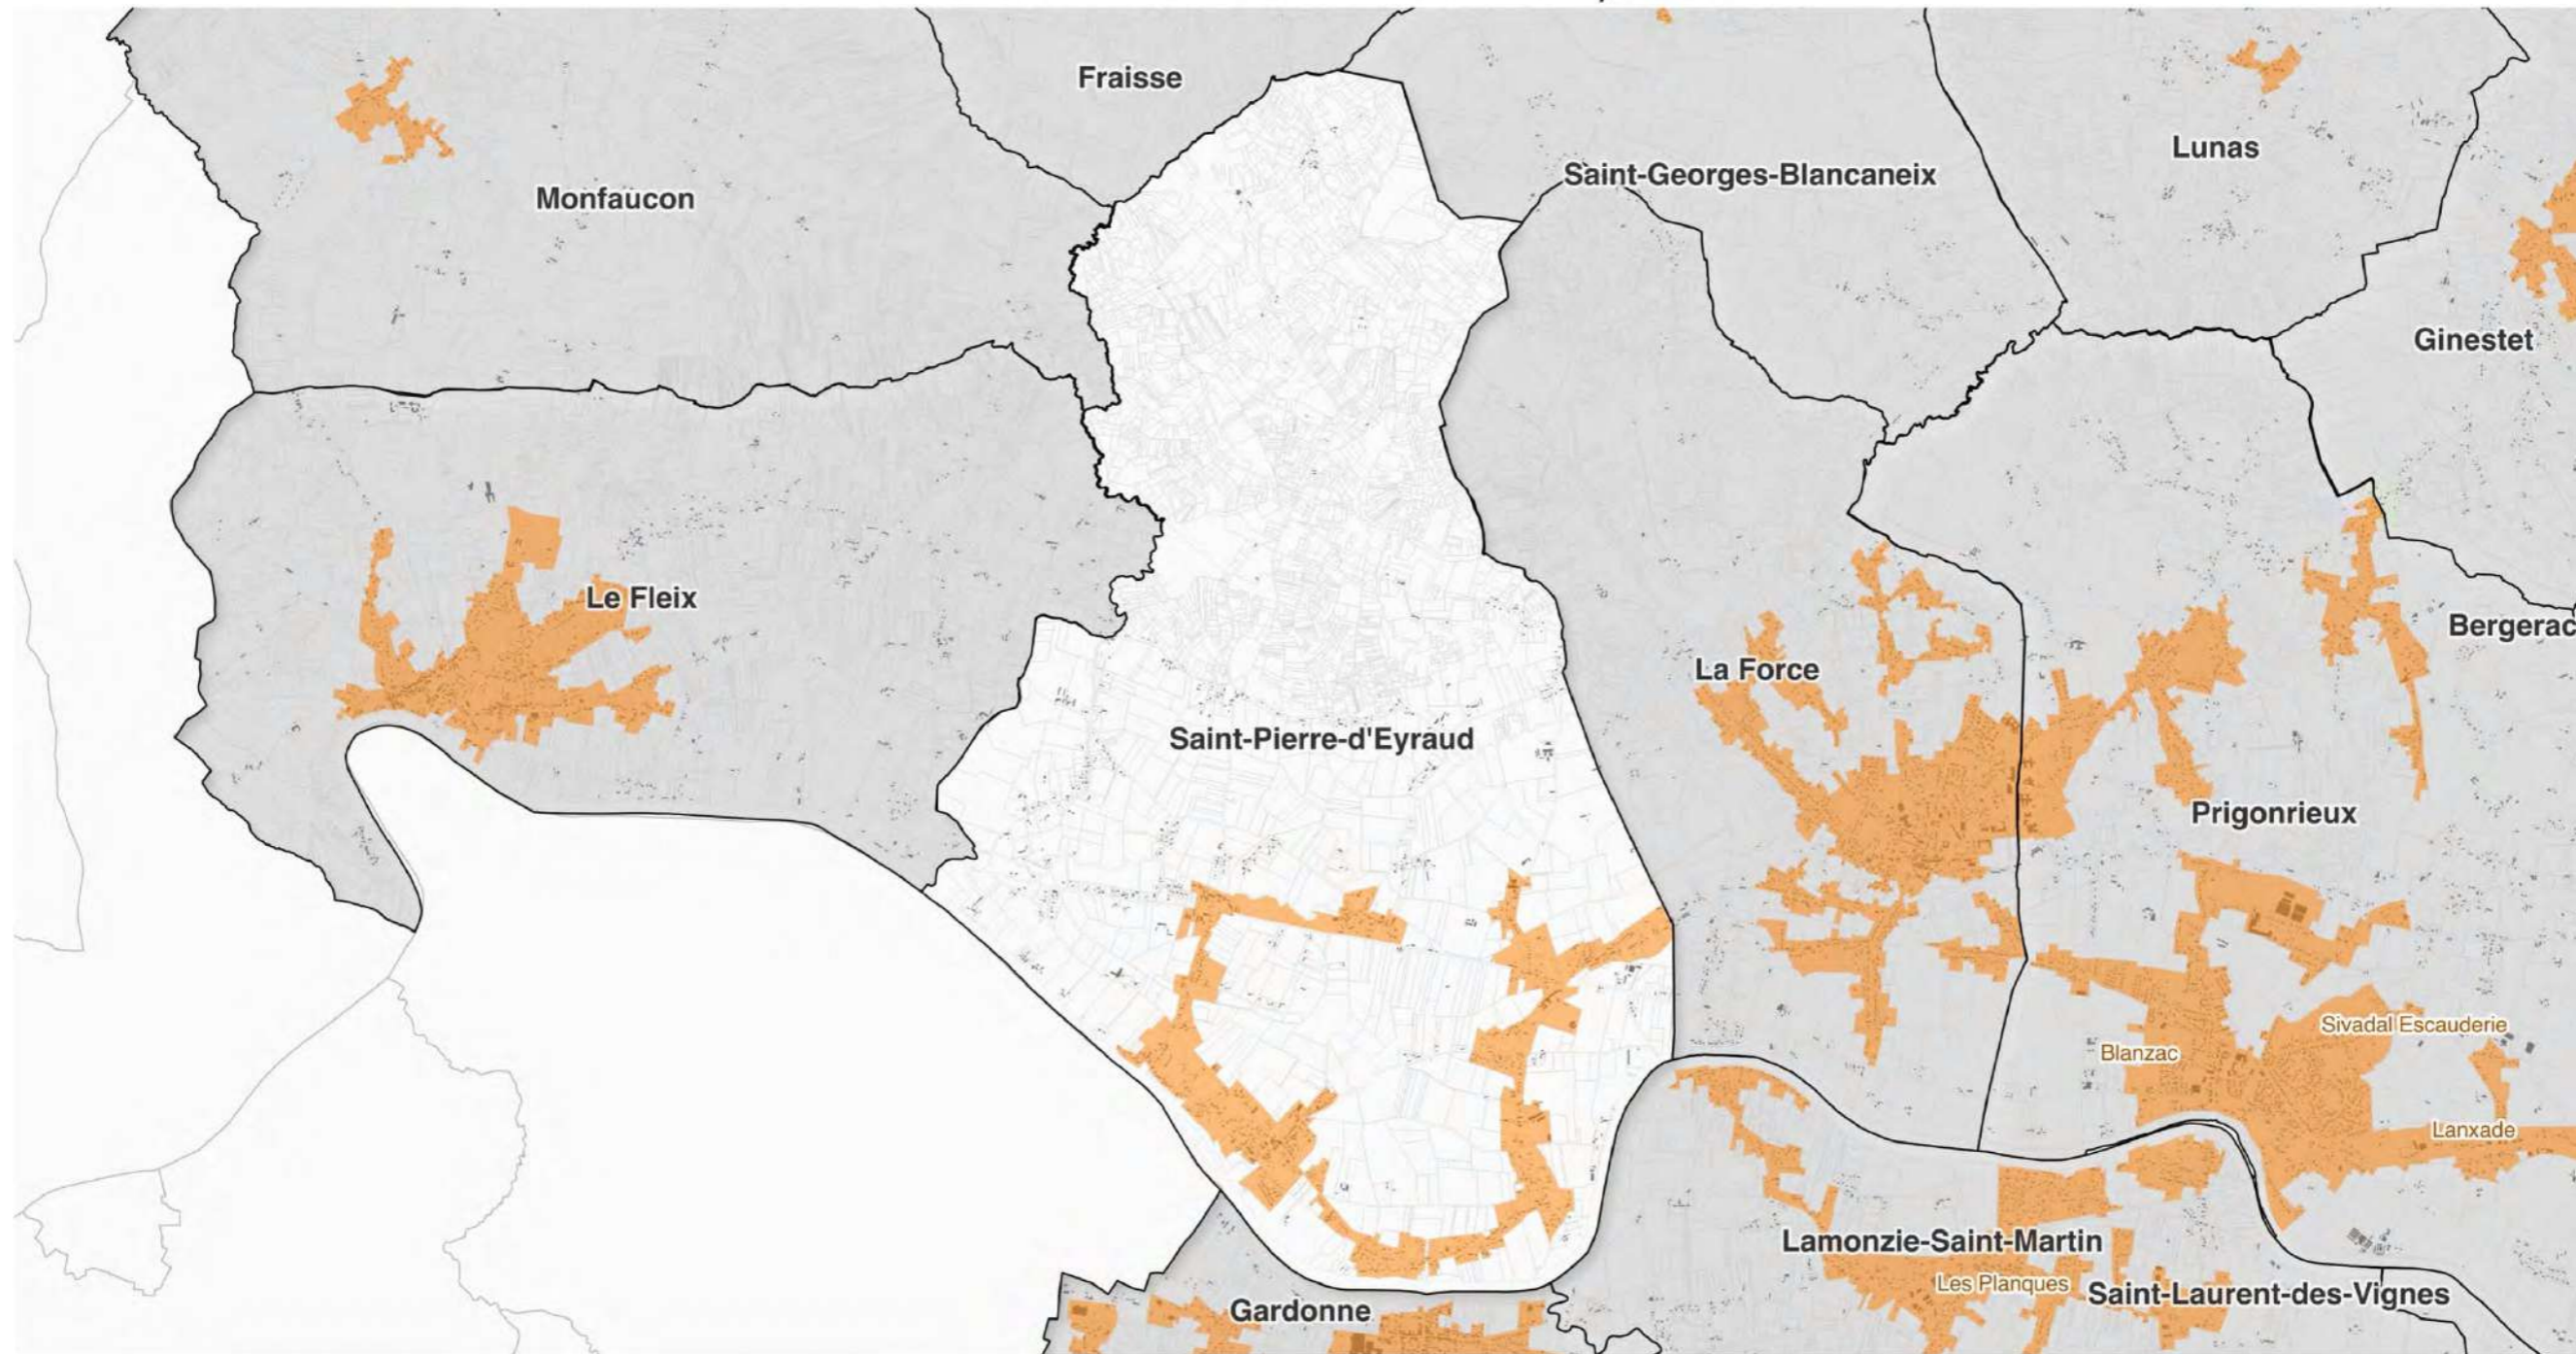 Fraisse
Lunas
Saint-Georges-Blancaneix
Monfaucon
Ginestet
Le Fleix
Bergerac
La Force
Saint-Pierre-d'Eyraud
Prigonrieux
Sivadal Escauderie
Blanzac
Lanxade
Lamonzie-Saint-Martin
Les Planques
Saint-Laurent-des-Vignes
Gardonne